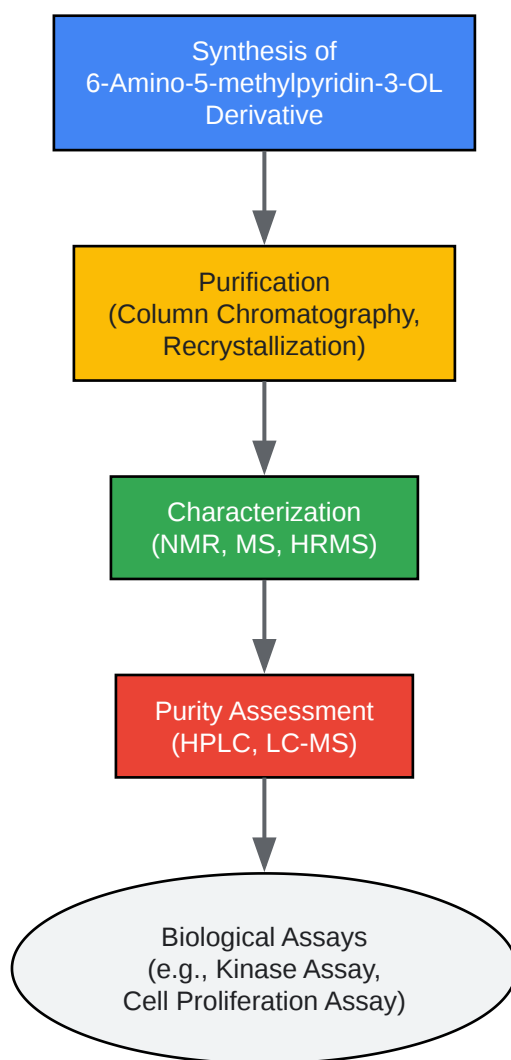 Synthesis of
6-Amino-5-methylpyridin-3-OL
Derivative
Purification
(Column Chromatography,
Recrystallization)
Characterization
(NMR, MS, HRMS)
Purity Assessment
(HPLC, LC-MS)
Biological Assays
(e.g., Kinase Assay,
Cell Proliferation Assay)